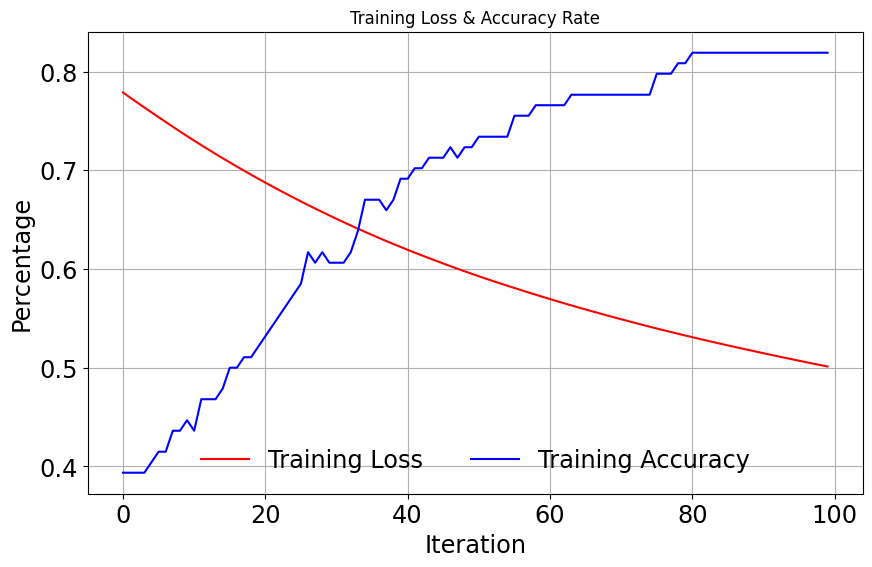 Training Loss & Accuracy Rate
Percentage
0.8
0.7
0.6
0.5
0.4
Training Loss
Training Accuracy
0 20 40 60 80 100
Iteration